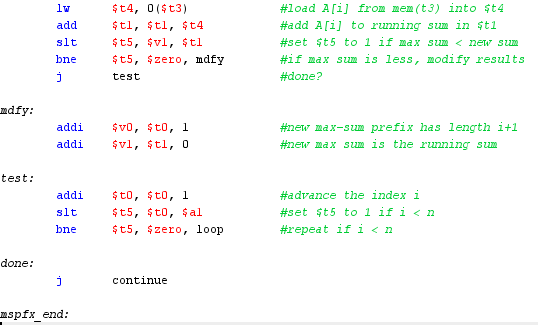 lw $t4, 0($t3) #load A[i] from mem(t3) into $t4
add $t1, $t1, $t4 #add A[i] to running sum in $t1
slt $t5, $v1, $t1 #set $t5 to 1 if max sum < new sum
bne $t5, $zero, mdfy #if max sum is less, modify results
j test #done?
mdfy:
addi $v0, $t0, 1 #new max-sum prefix has length i+1
addi $v1, $t1, 0 #new max sum is the running sum
test:
addi $t0, $t0, 1 #advance the index i
slt $t5, $t0, $a1 #set $t5 to 1 if i < n
bne $t5, $zero, loop #repeat if i < n
done:
j continue
mspfx_end: